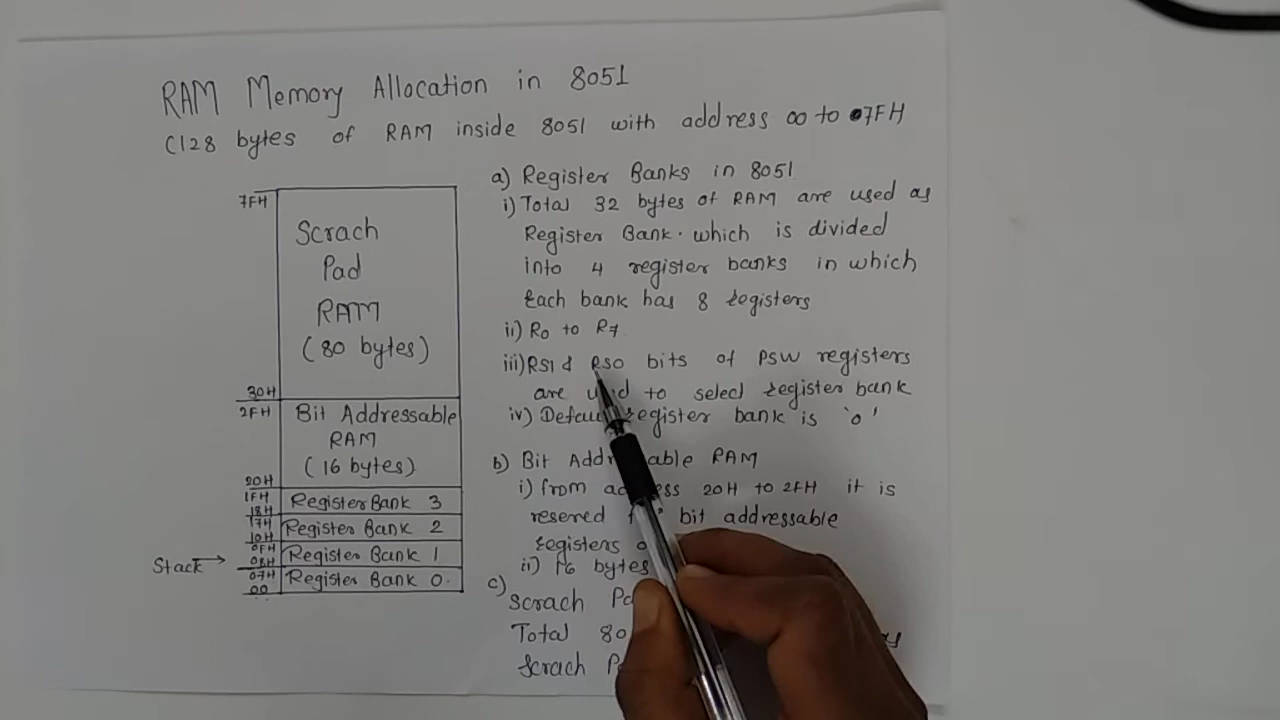 RAM Memory Allocation in 8051
(128 bytes of RAM inside 8051 with address 00 to 07FH
7FH
Scrach
Pad
RAM
(80 bytes)
30H
2FH
Bit Addressable
RAM
(16 bytes)
20H
1FH
Register Bank 3
18H
17H
Register Bank 2
10H
0FH
Register Bank 1
08H
Stack
07H
Register Bank 0.
00
a) Register Banks in 8051
i) Total 32 bytes of RAM are used as
Register Bank. which is divided
into 4 register banks in which
Each bank has 8 registers
ii) R0 to R7
iii) RS1 & RS0 bits of PSW registers
are to select register bank
iv) register bank is '0'
b) Bit RAM
i) from 20H to 2FH it is
resered bit addressable
registers
ii) 16 bytes
c)
Scrach
Total 80
Scrach